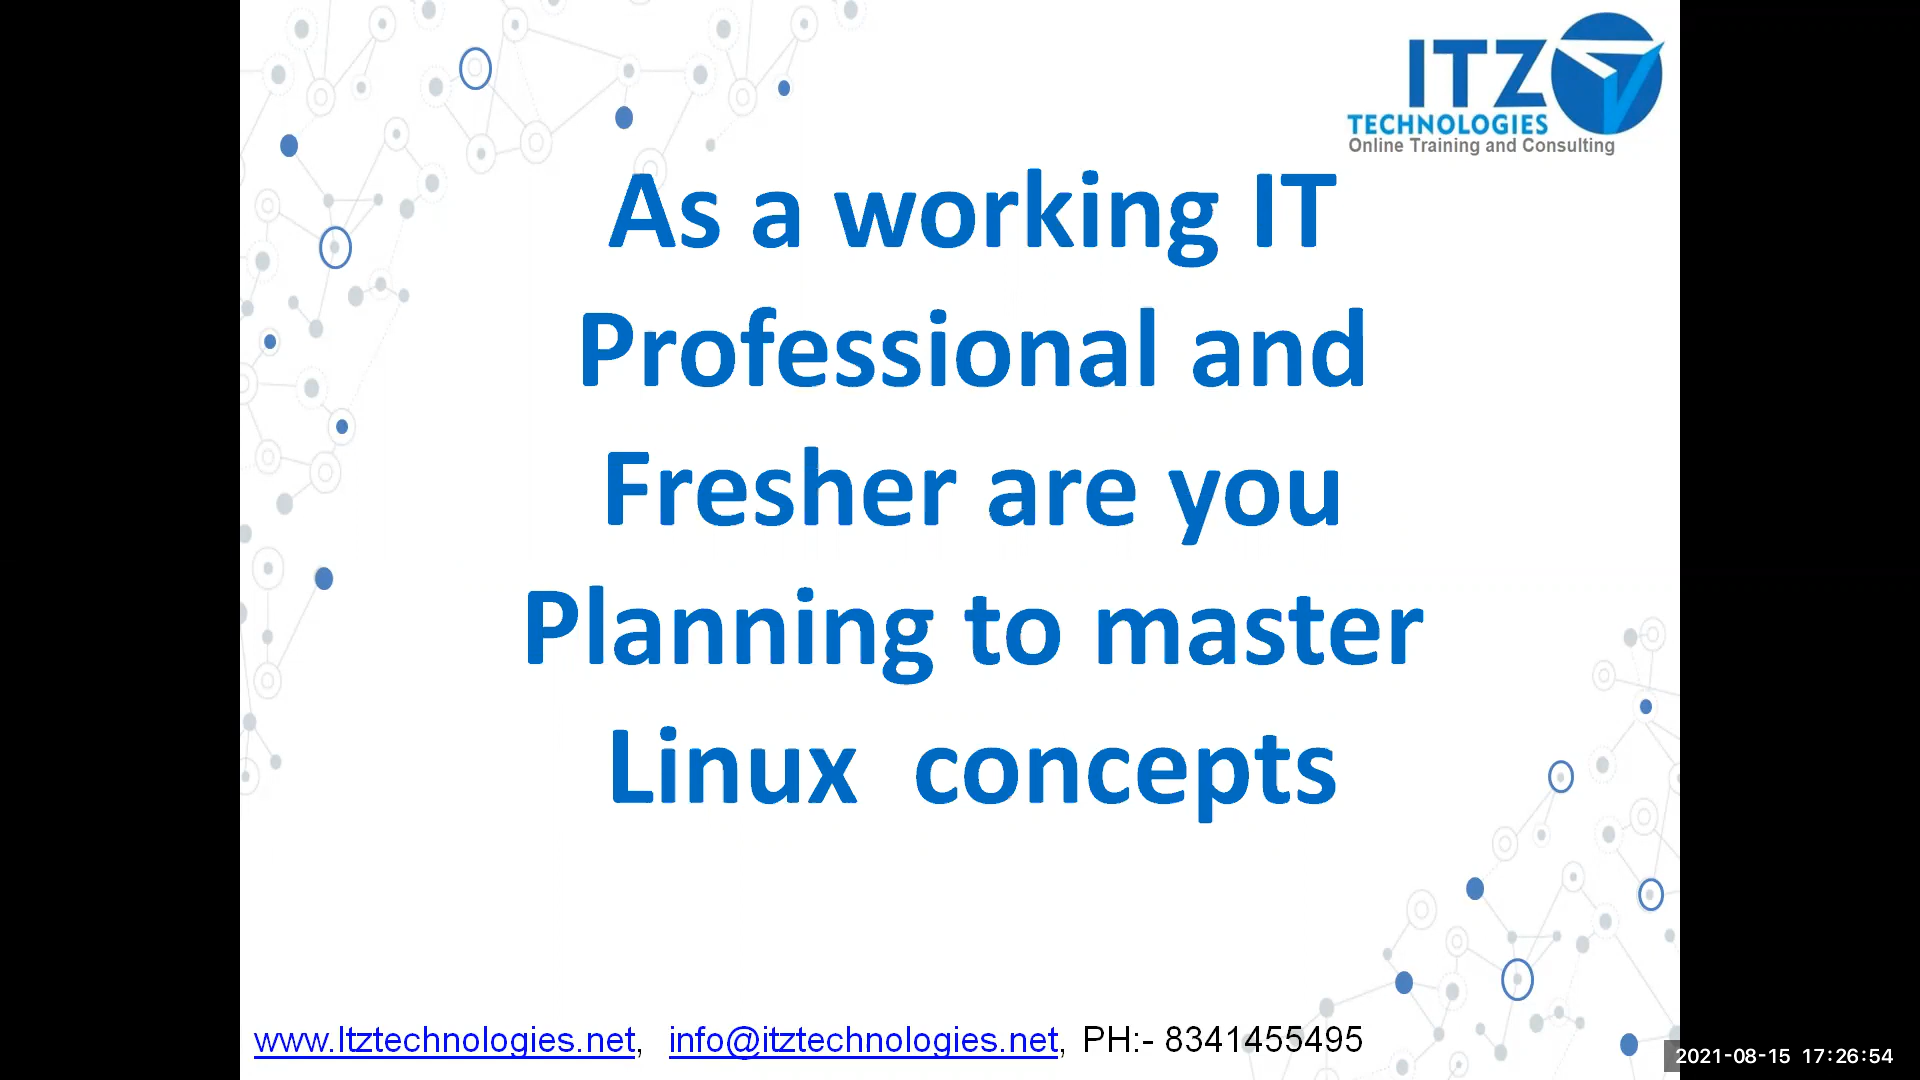 ITZ
TECHNOLOGIES
Online Training and Consulting
As a working IT
Professional and
Fresher are you
Planning to master
Linux  concepts
www.Itztechnologies.net,  info@itztechnologies.net,  PH:- 8341455495
2021-08-15 17:26:54